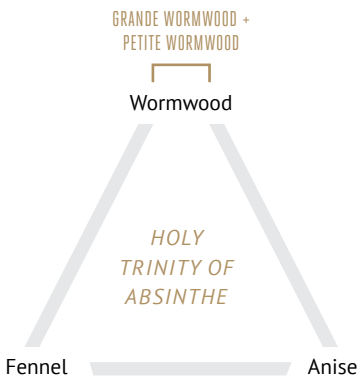 GRANDE WORMWOOD +
PETITE WORMWOOD
Wormwood
HOLY
TRINITY OF
ABSINTHE
Fennel
Anise